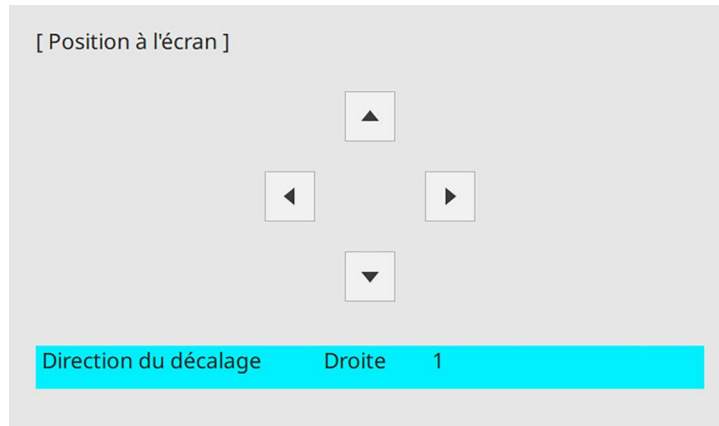 [ Position à l'écran ]
Direction du décalage Droite 1